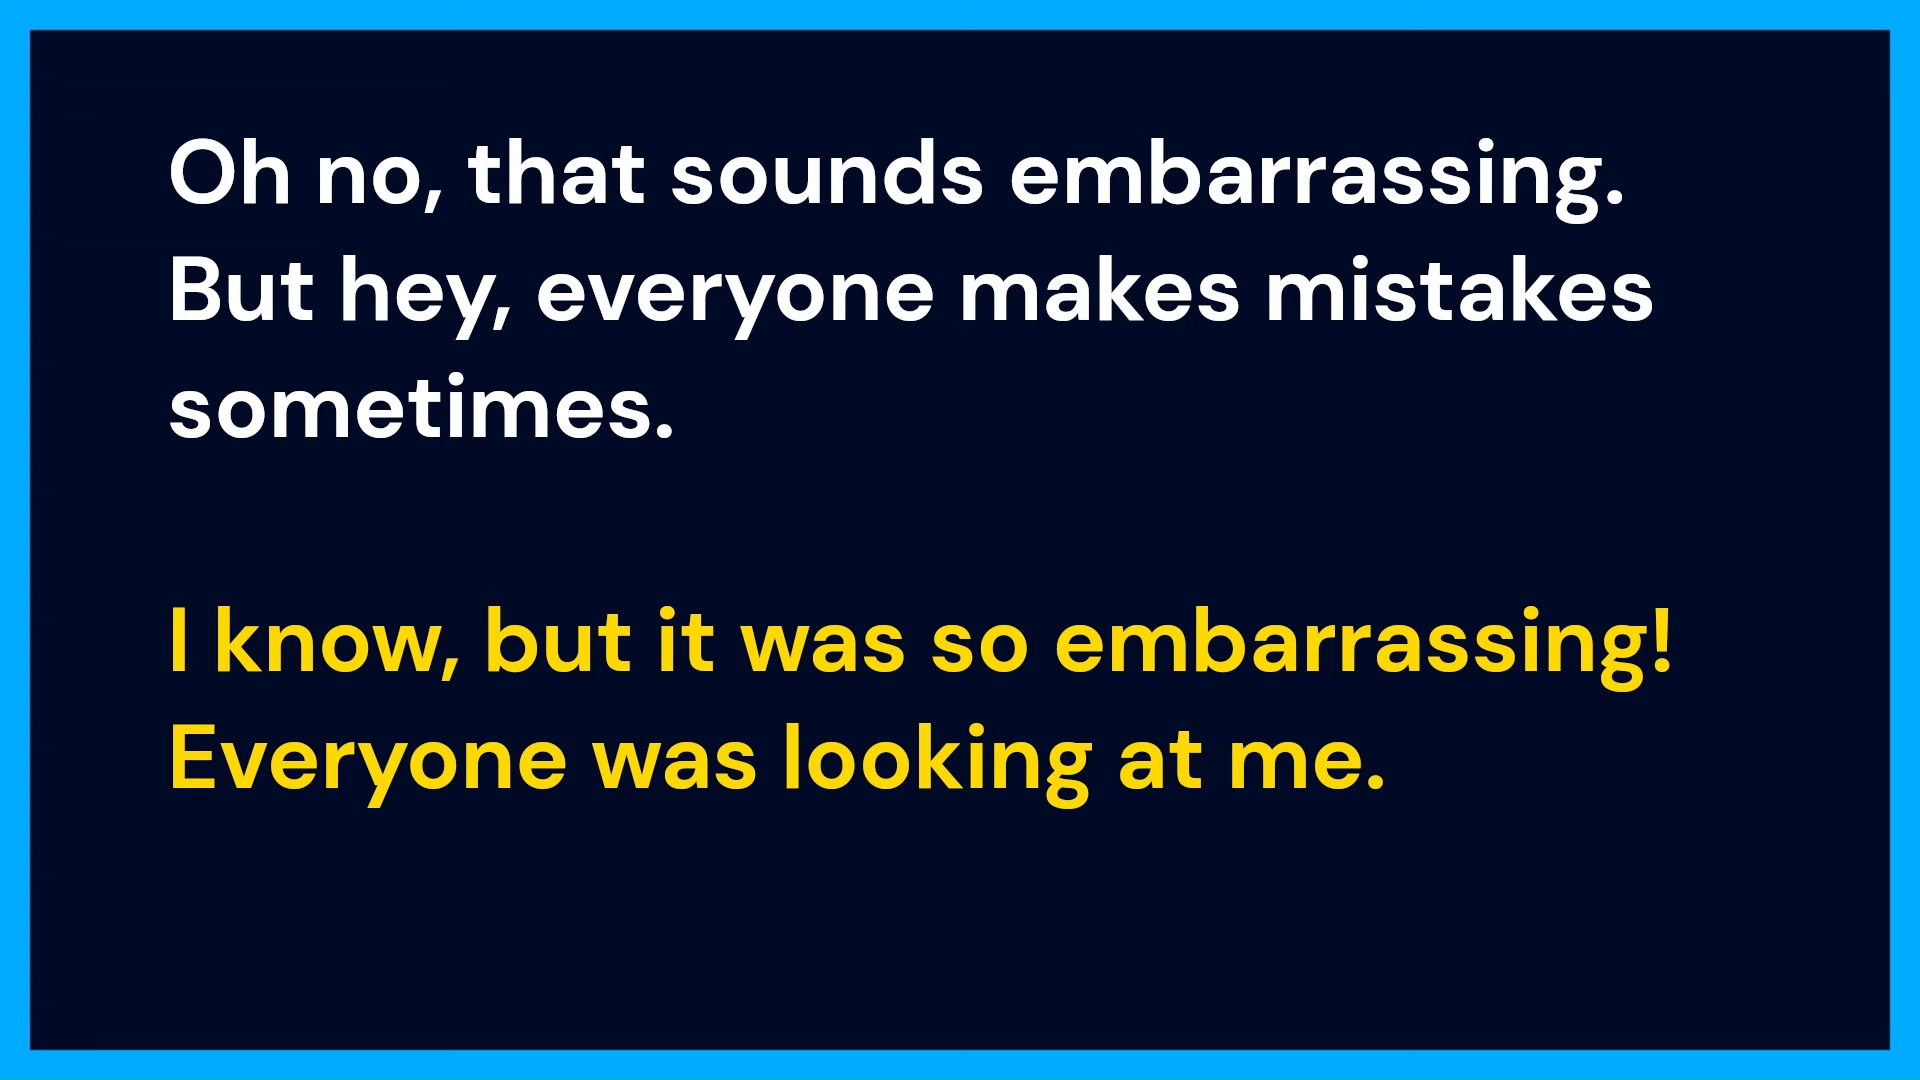 Oh no, that sounds embarrassing.
But hey, everyone makes mistakes
sometimes.
I know, but it was so embarrassing!
Everyone was looking at me.